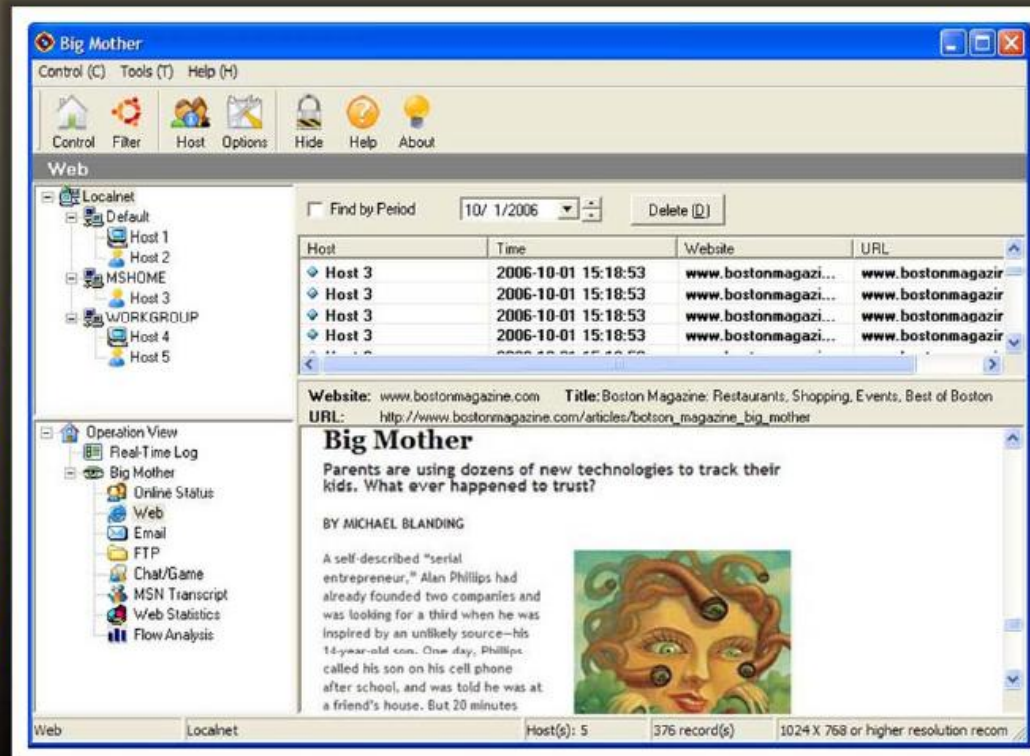 Big Mother
Control (C) Tools (T) Help (H)
Control Filter Host Options Hide Help About
Web
Localnet
Default
Host 1
Host 2
MSHOME
Host 3
WORKGROUP
Host 4
Host 5
Find by Period 10/ 1/2006 Delete (D)
Host Time Website URL
Host 3 2006-10-01 15:18:53 www.bostonmagazi... www.bostonmagazir
Host 3 2006-10-01 15:18:53 www.bostonmagazi... www.bostonmagazir
Host 3 2006-10-01 15:18:53 www.bostonmagazi... www.bostonmagazir
Host 3 2006-10-01 15:18:53 www.bostonmagazi... www.bostonmagazir
Website: www.bostonmagazine.com Title: Boston Magazine: Restaurants, Shopping, Events, Best of Boston
URL: http://www.bostonmagazine.com/articles/botson_magazine_big_mother
Operation View
Real-Time Log
Big Mother
Online Status
Web
Email
FTP
Chat/Game
MSN Transcript
Web Statistics
Flow Analysis
Big Mother
Parents are using dozens of new technologies to track their
kids. What ever happened to trust?
BY MICHAEL BLANDING
A self-described "serial
entrepreneur," Alan Phillips had
already founded two companies and
was looking for a third when he was
inspired by an unlikely source—his
14-year-old son. One day, Phillips
called his son on his cell phone
after school, and was told he was at
a friend's house. But 20 minutes
Web Localnet Host(s): 5 376 record(s) 1024 X 768 or higher resolution recom